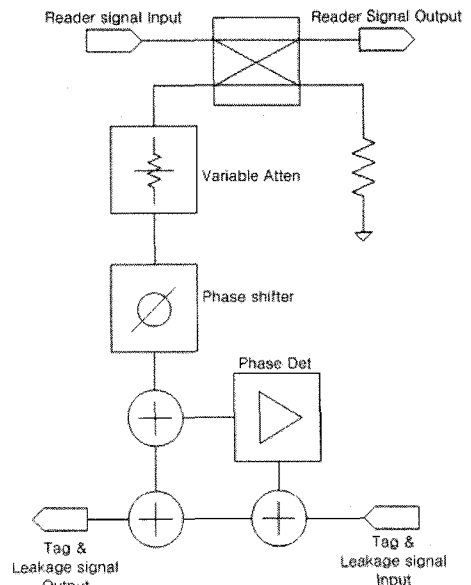 Reader signal Input
Reader Signal Output
Variable Atten
Phase shifter
Phase Det
Tag &
Leakage signal
Output
Tag &
Leakage signal
Input